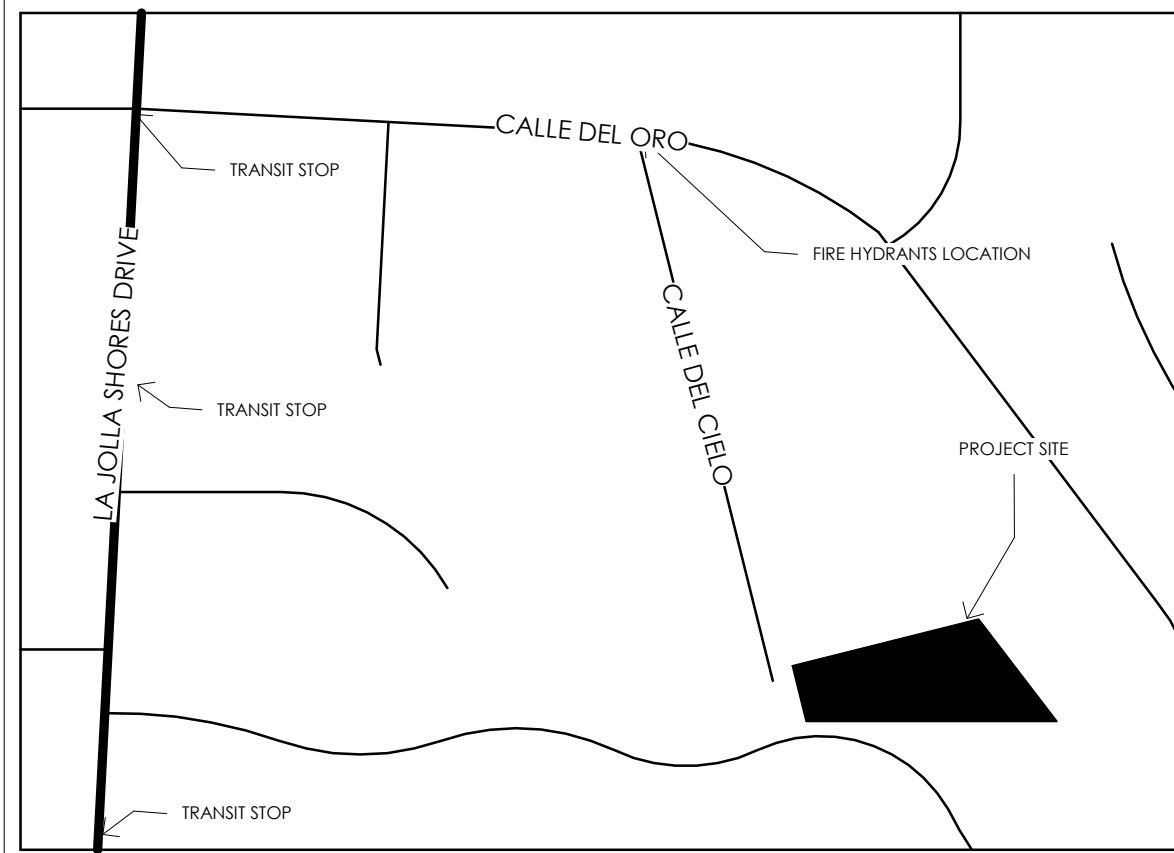 CALLE DEL ORO
TRANSIT STOP
FIRE HYDRANTS LOCATION
LA JOLLA SHORES DRIVE
CALLE DEL CIELO
TRANSIT STOP
PROJECT SITE
TRANSIT STOP